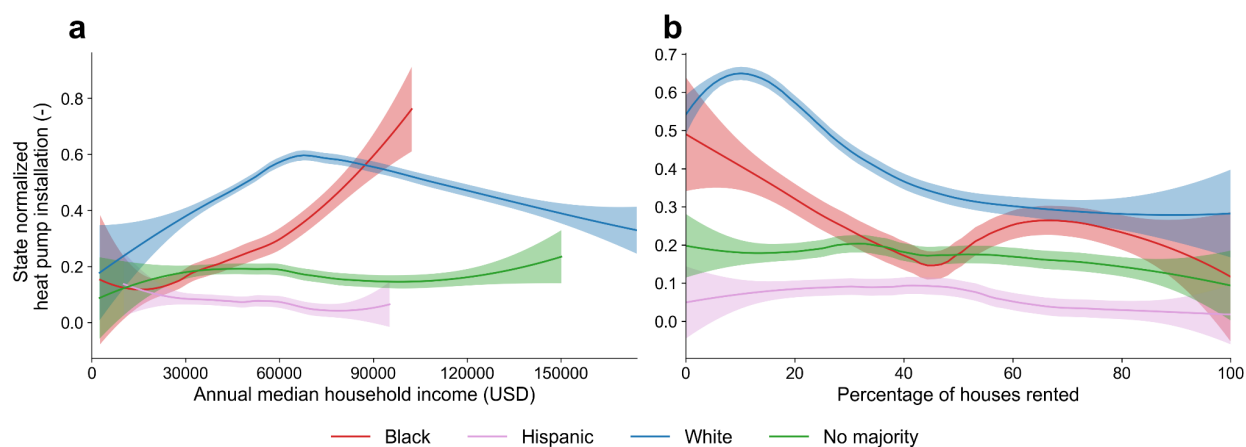 a
b
State normalized
heat pump installation (-)
0.8
0.6
0.4
0.2
0.0
0
30000
60000
90000
120000
150000
Annual median household income (USD)
0.7
0.6
0.5
0.4
0.3
0.2
0.1
0.0
0
20
40
60
80
100
Percentage of houses rented
Black
Hispanic
White
No majority